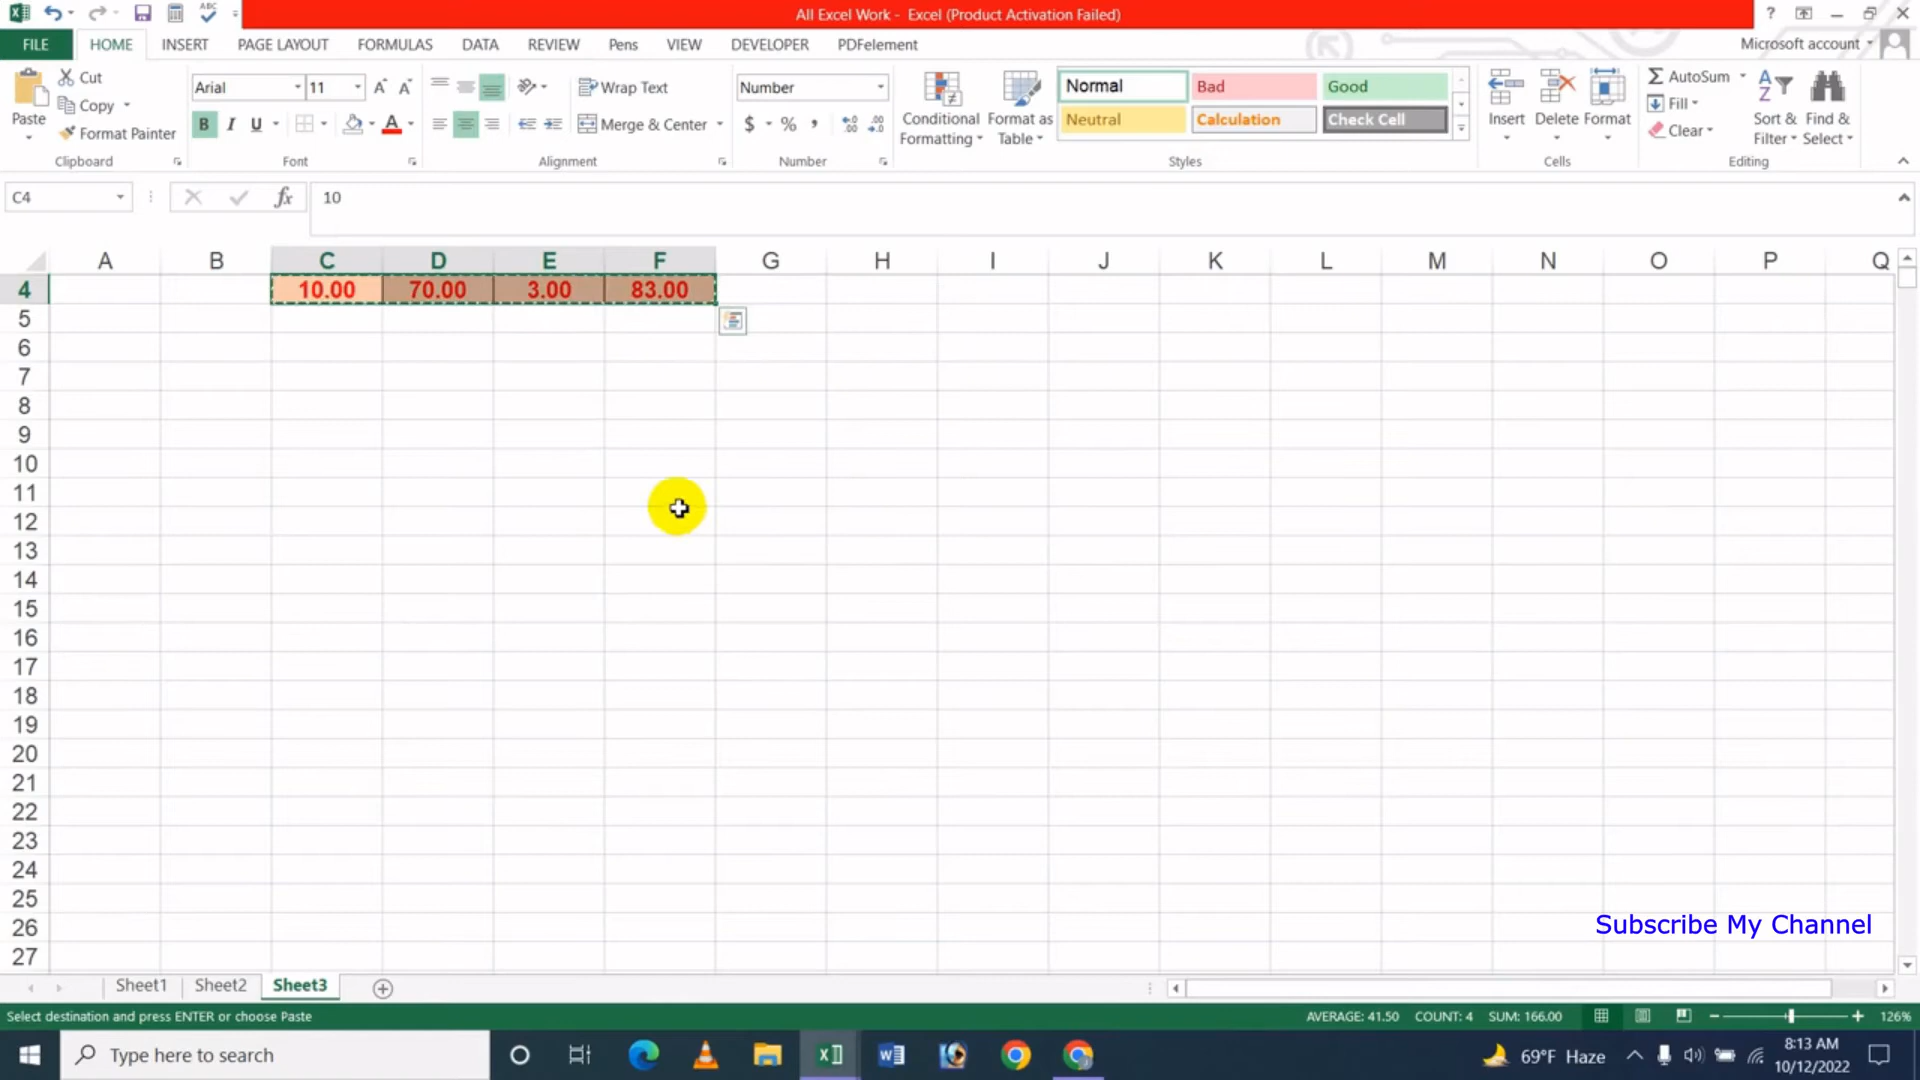 All Excel Work - Excel (Product Activation Failed)
FILE HOME INSERT PAGE LAYOUT FORMULAS DATA REVIEW VIEW DEVELOPER PDFelement Pens Microsoft account
Paste Cut Copy Format Painter Clipboard
Arial 11 B I U A Font
Wrap Text Merge & Center Alignment
Number $ % , Number
Conditional Formatting Format as Table
Normal Bad Good
Neutral Calculation Check Cell
Styles
Insert Delete Format Cells
AutoSum Fill Clear Sort & Filter Find & Select Editing
C4 fx 10
A B C D E F G H I J K L M N O P Q
4 10.00 70.00 3.00 83.00
5
6
7
8
9
10
11
12
13
14
15
16
17
18
19
20
21
22
23
24
25
26
27
Subscribe My Channel
Sheet1 Sheet2 Sheet3
Select destination and press ENTER or choose Paste AVERAGE: 41.50 COUNT: 4 SUM: 166.00 126%
Type here to search 69°F Haze 8:13 AM
10/12/2022